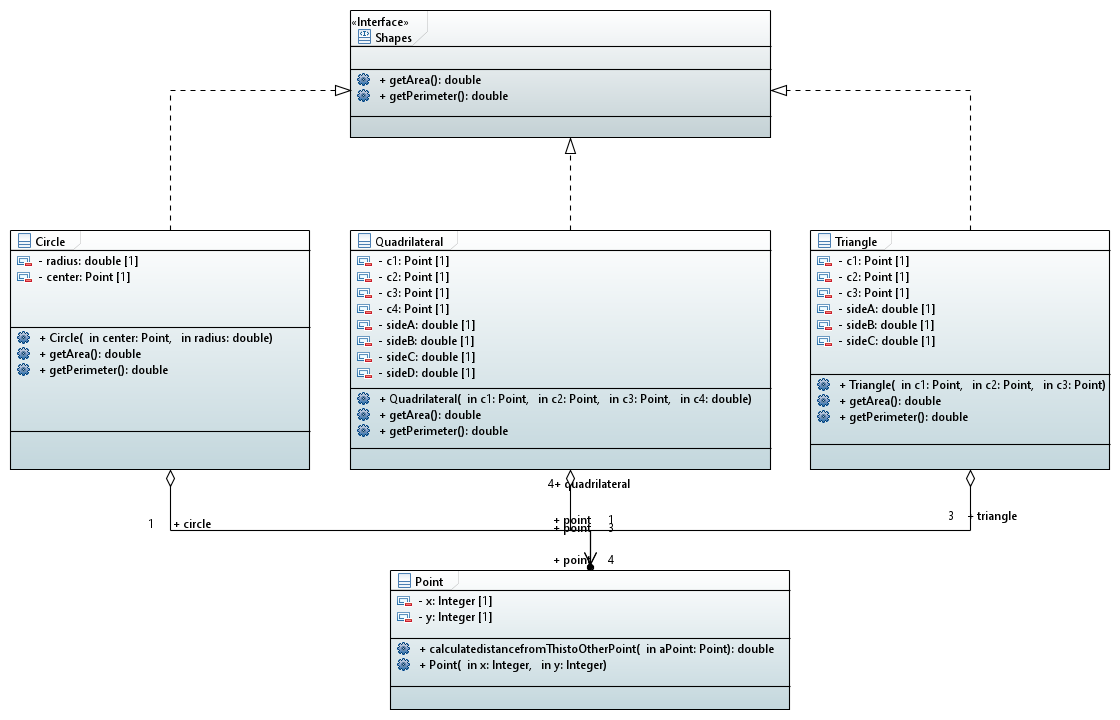 «Interface»
Shapes
+ getArea(): double
+ getPerimeter(): double
Circle
- radius: double [1]
- center: Point [1]
+ Circle( in center: Point, in radius: double)
+ getArea(): double
+ getPerimeter(): double
Quadrilateral
- c1: Point [1]
- c2: Point [1]
- c3: Point [1]
- c4: Point [1]
- sideA: double [1]
- sideB: double [1]
- sideC: double [1]
- sideD: double [1]
+ Quadrilateral( in c1: Point, in c2: Point, in c3: Point, in c4: double)
+ getArea(): double
+ getPerimeter(): double
Triangle
- c1: Point [1]
- c2: Point [1]
- c3: Point [1]
- sideA: double [1]
- sideB: double [1]
- sideC: double [1]
+ Triangle( in c1: Point, in c2: Point, in c3: Point)
+ getArea(): double
+ getPerimeter(): double
4 + quadrilateral
1 + circle
+ point 1
+ point 3
3 + triangle
+ point 4
Point
- x: Integer [1]
- y: Integer [1]
+ calculatedistancefromThistoOtherPoint( in aPoint: Point): double
+ Point( in x: Integer, in y: Integer)